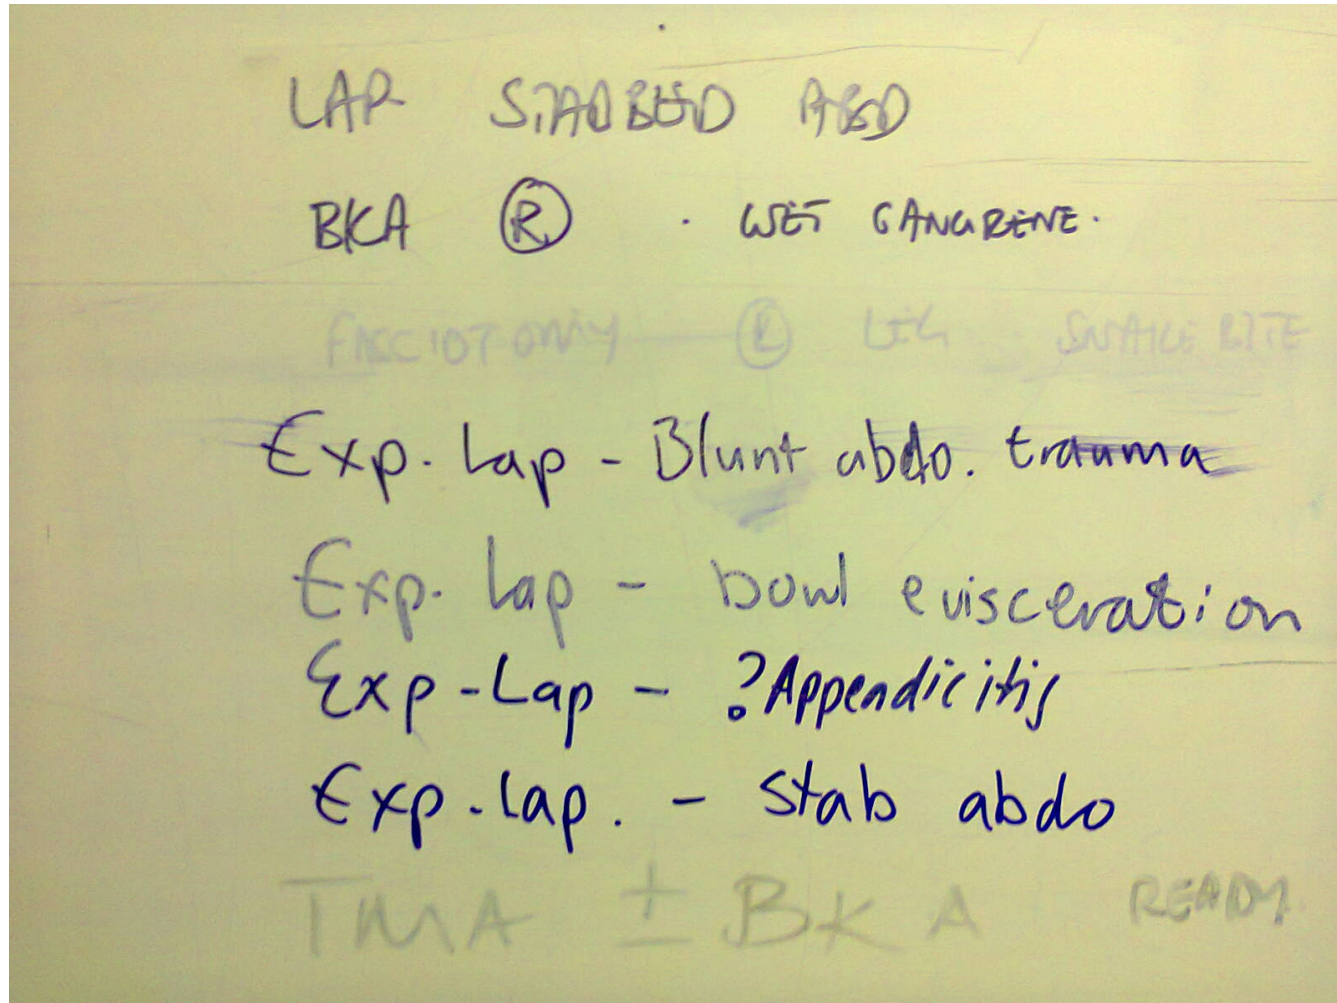 LAP STABBED ABD
BKA Ⓡ . WET GANGRENE.
FASCIOTOMY — Ⓡ LEG SNAKE BITE
Exp. Lap - Blunt abdo. trauma
Exp. Lap - bowl evisceration
Exp - Lap - ?Appendicitis
Exp. Lap. - Stab abdo
TMA ± BKA READY